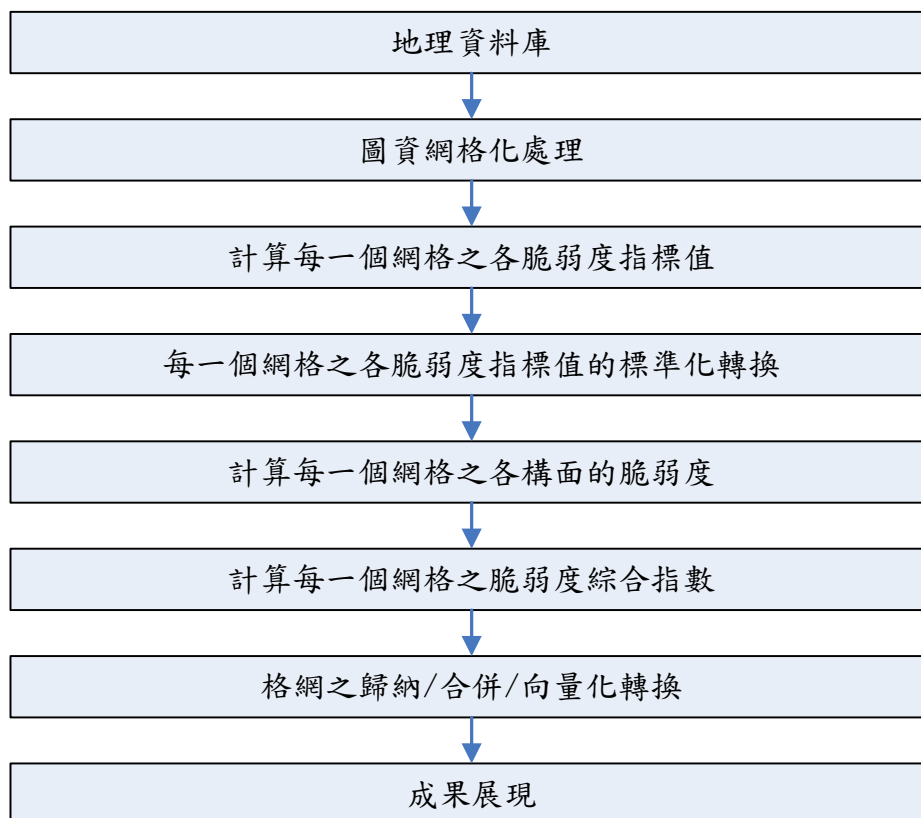 地理資料庫
圖資網格化處理
計算每一個網格之各脆弱度指標值
每一個網格之各脆弱度指標值的標準化轉換
計算每一個網格之各構面的脆弱度
計算每一個網格之脆弱度綜合指數
格網之歸納/合併/向量化轉換
成果展現